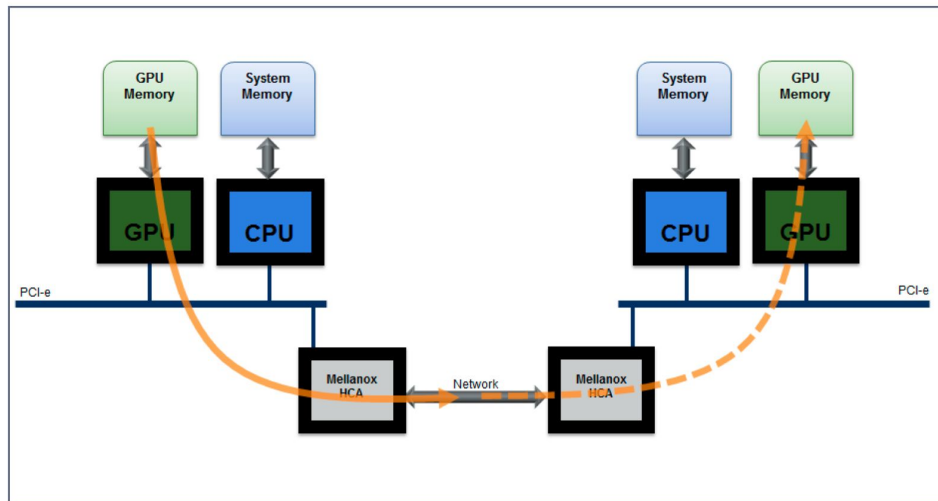 GPU
Memory
System
Memory
System
Memory
GPU
Memory
GPU
CPU
CPU
GPU
PCI-e
PCI-e
Mellanox
HCA
Network
Mellanox
HCA